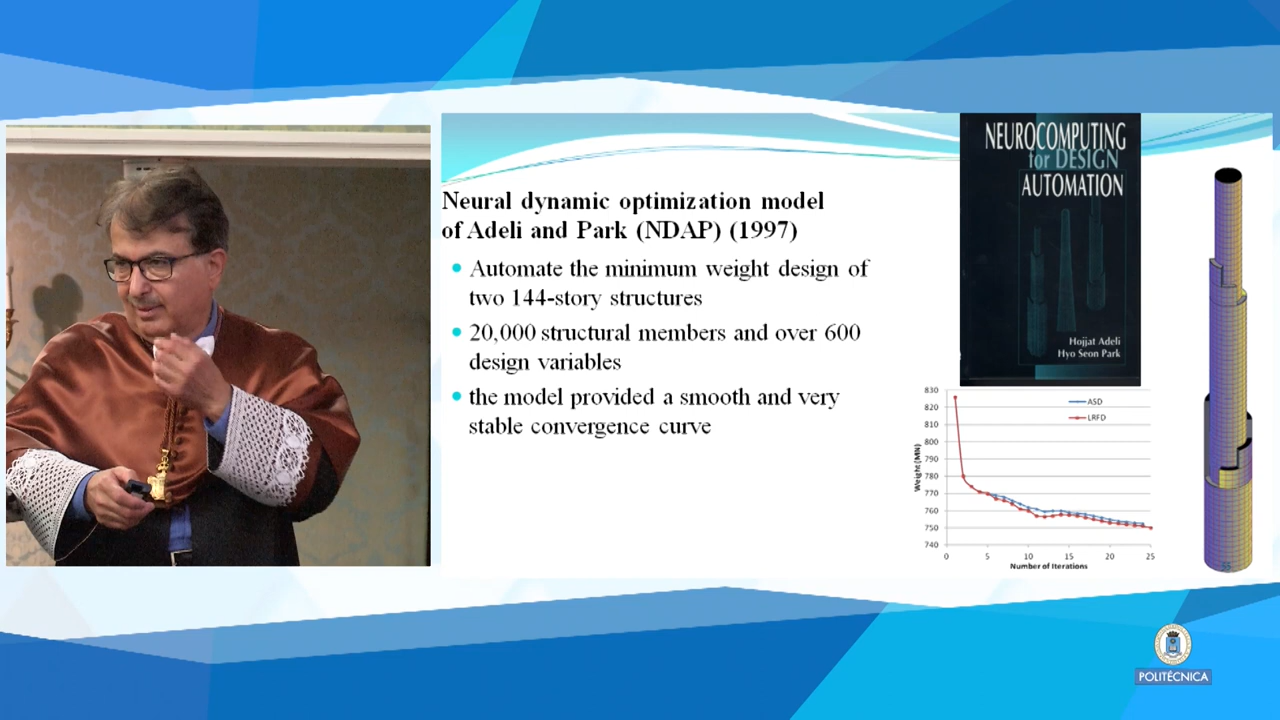 Neural dynamic optimization model
of Adeli and Park (NDAP) (1997)
• Automate the minimum weight design of
two 144-story structures
• 20,000 structural members and over 600
design variables
• the model provided a smooth and very
stable convergence curve
NEUROCOMPUTING
for DESIGN
AUTOMATION
Hojjat Adeli
Hyo Seon Park
830
820
810
800
790
780
770
760
750
740
Weight (MN)
ASD
LRFD
0 5 10 15 20 25
Number of Iterations
POLITÉCNICA